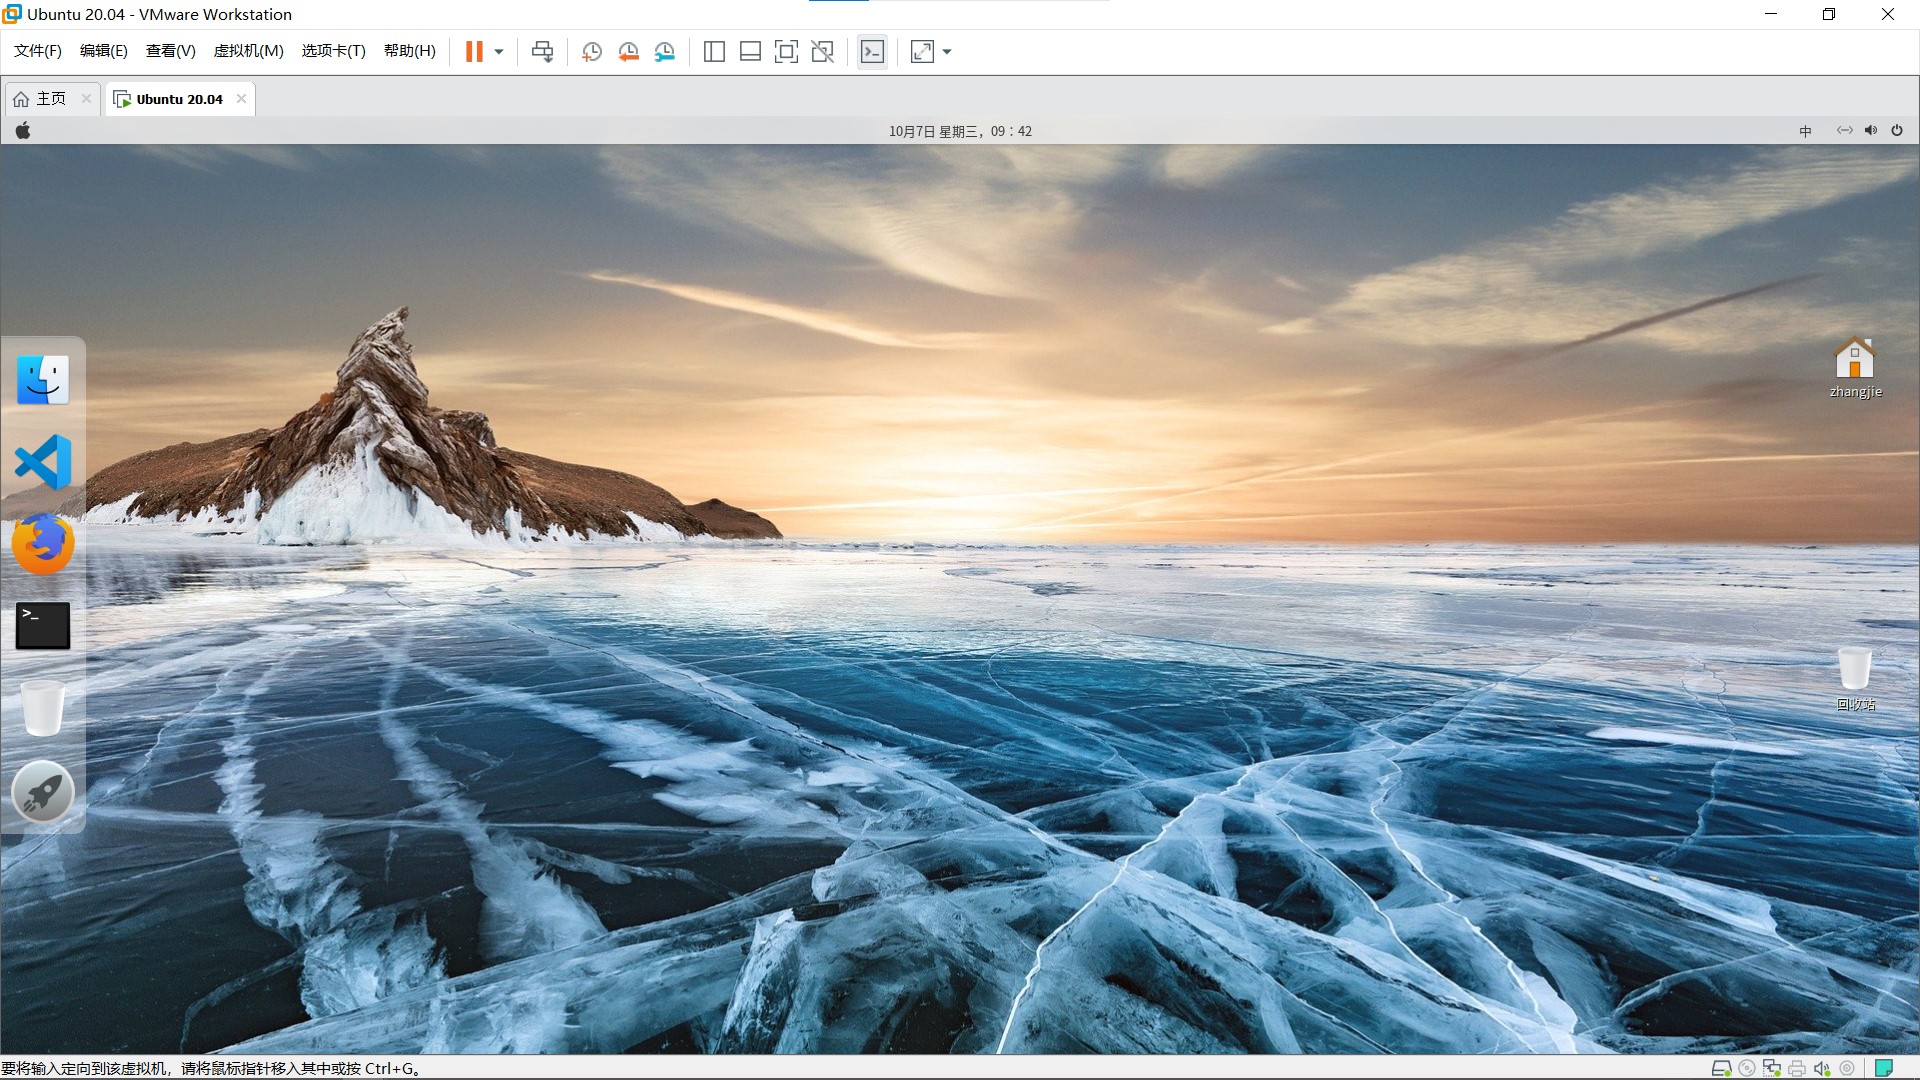 Ubuntu 20.04 - VMware Workstation
文件(F) 编辑(E) 查看(V) 虚拟机(M) 选项卡(T) 帮助(H)
主页 Ubuntu 20.04
10月7日 星期三，09：42 中
>_
zhangjie
回收站
要将输入定向到该虚拟机，请将鼠标指针移入其中或按 Ctrl+G。